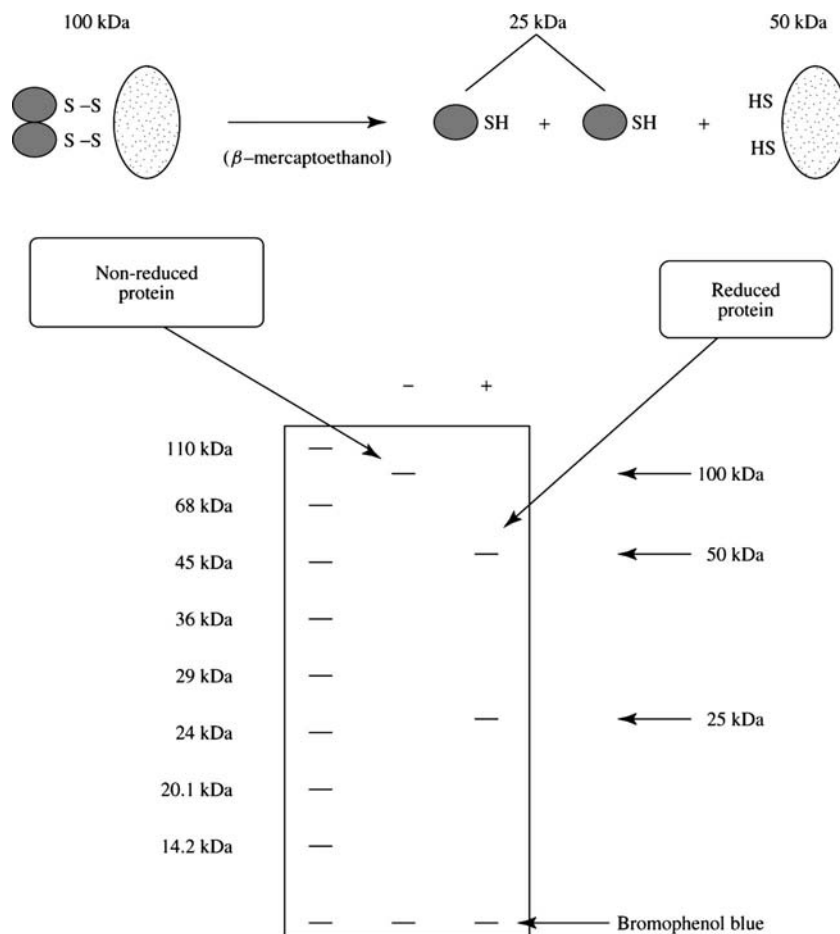 100 kDa
25 kDa
50 kDa
S –S
S –S
(β–mercaptoethanol)
SH
+
SH
+
HS
HS
Non-reduced
protein
Reduced
protein
–
+
110 kDa
68 kDa
45 kDa
36 kDa
29 kDa
24 kDa
20.1 kDa
14.2 kDa
100 kDa
50 kDa
25 kDa
Bromophenol blue